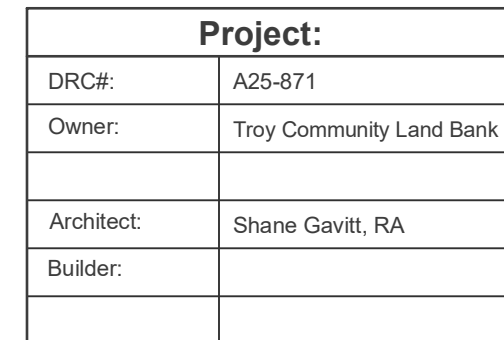 Project:
DRC#: A25-871
Owner: Troy Community Land Bank
Architect: Shane Gavitt, RA
Builder: